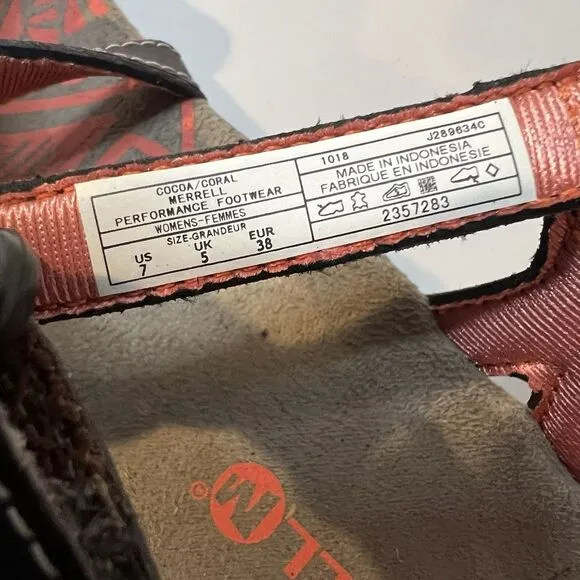 COCOA/CORAL
MERRELL
PERFORMANCE FOOTWEAR
WOMENS-FEMMES
SIZE-GRANDEUR
US UK EUR
7 5 38
1018 J289634C
MADE IN INDONESIA
FABRIQUE EN INDONESIE
2357283
M
LL